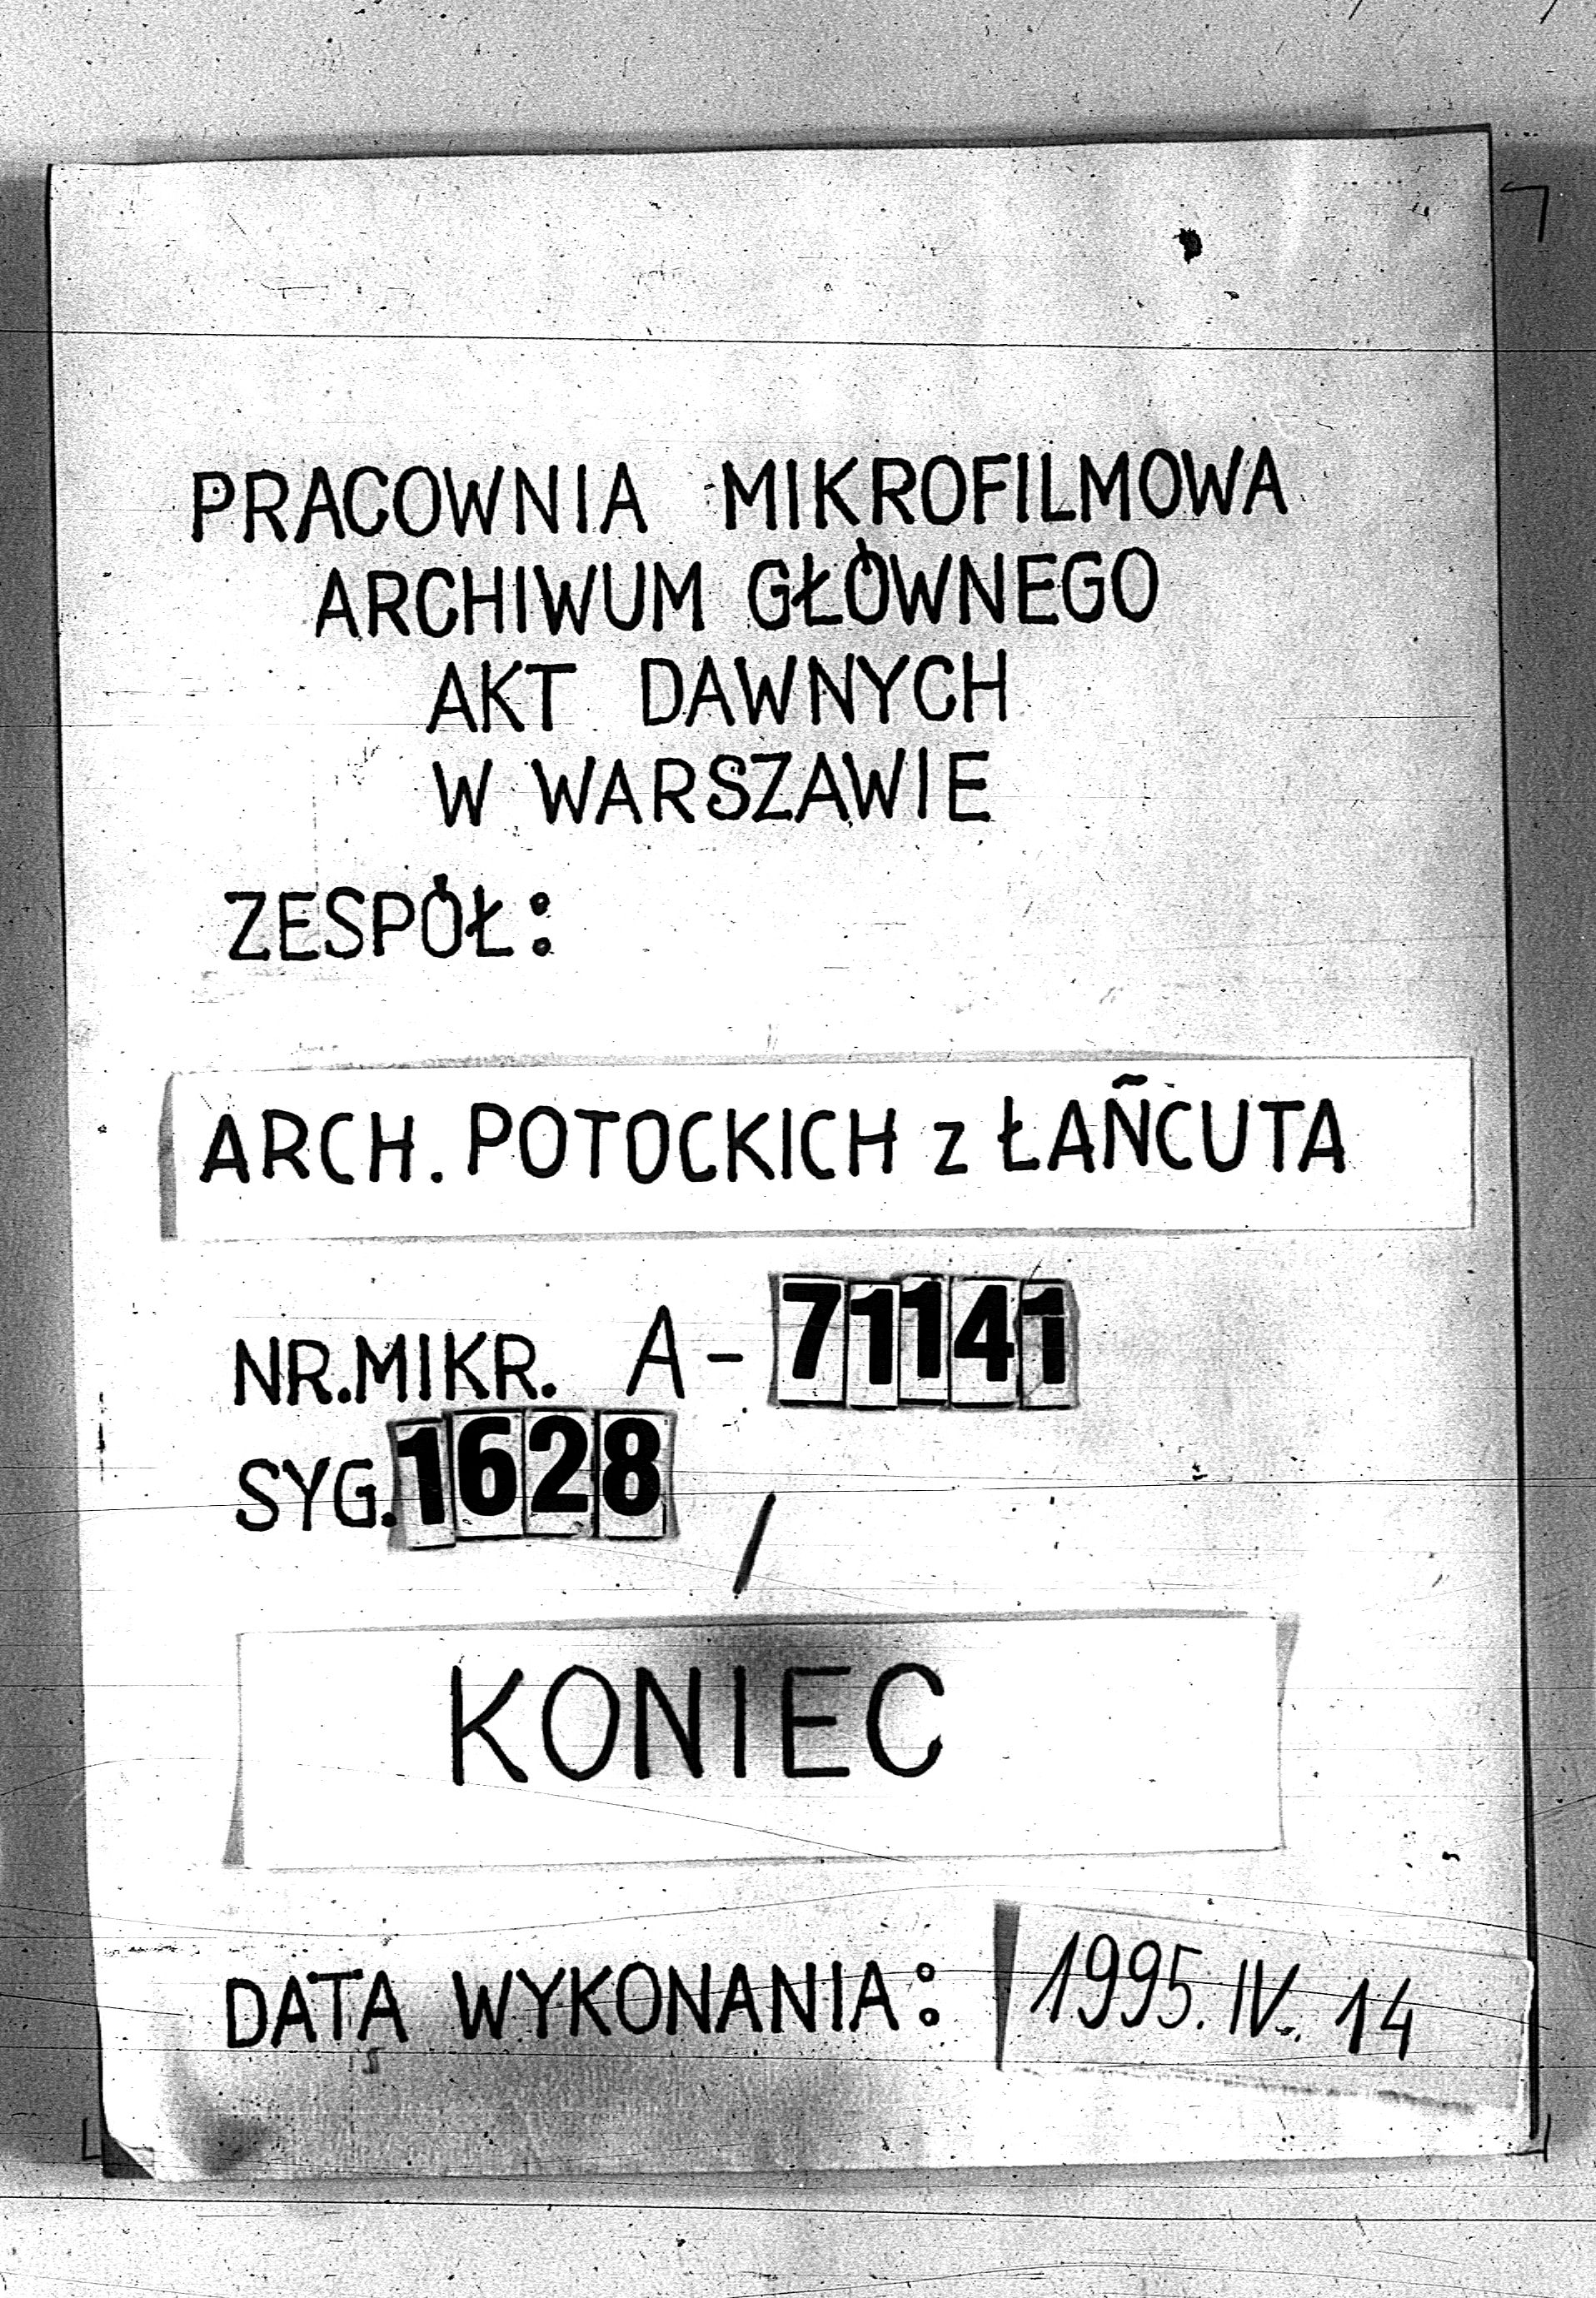 PRACOWNIA MIKROFILMOWA
ARCHIWUM GŁÓWNEGO
AKT DAWNYCH
W WARSZAWIE
ZESPÓŁ:
ARCH. POTOCKICH z ŁAŃCUTA
NR.MIKR. A-71141
SYG.1628 /
KONIEC
DATA WYKONANIA: 1995.IV.14